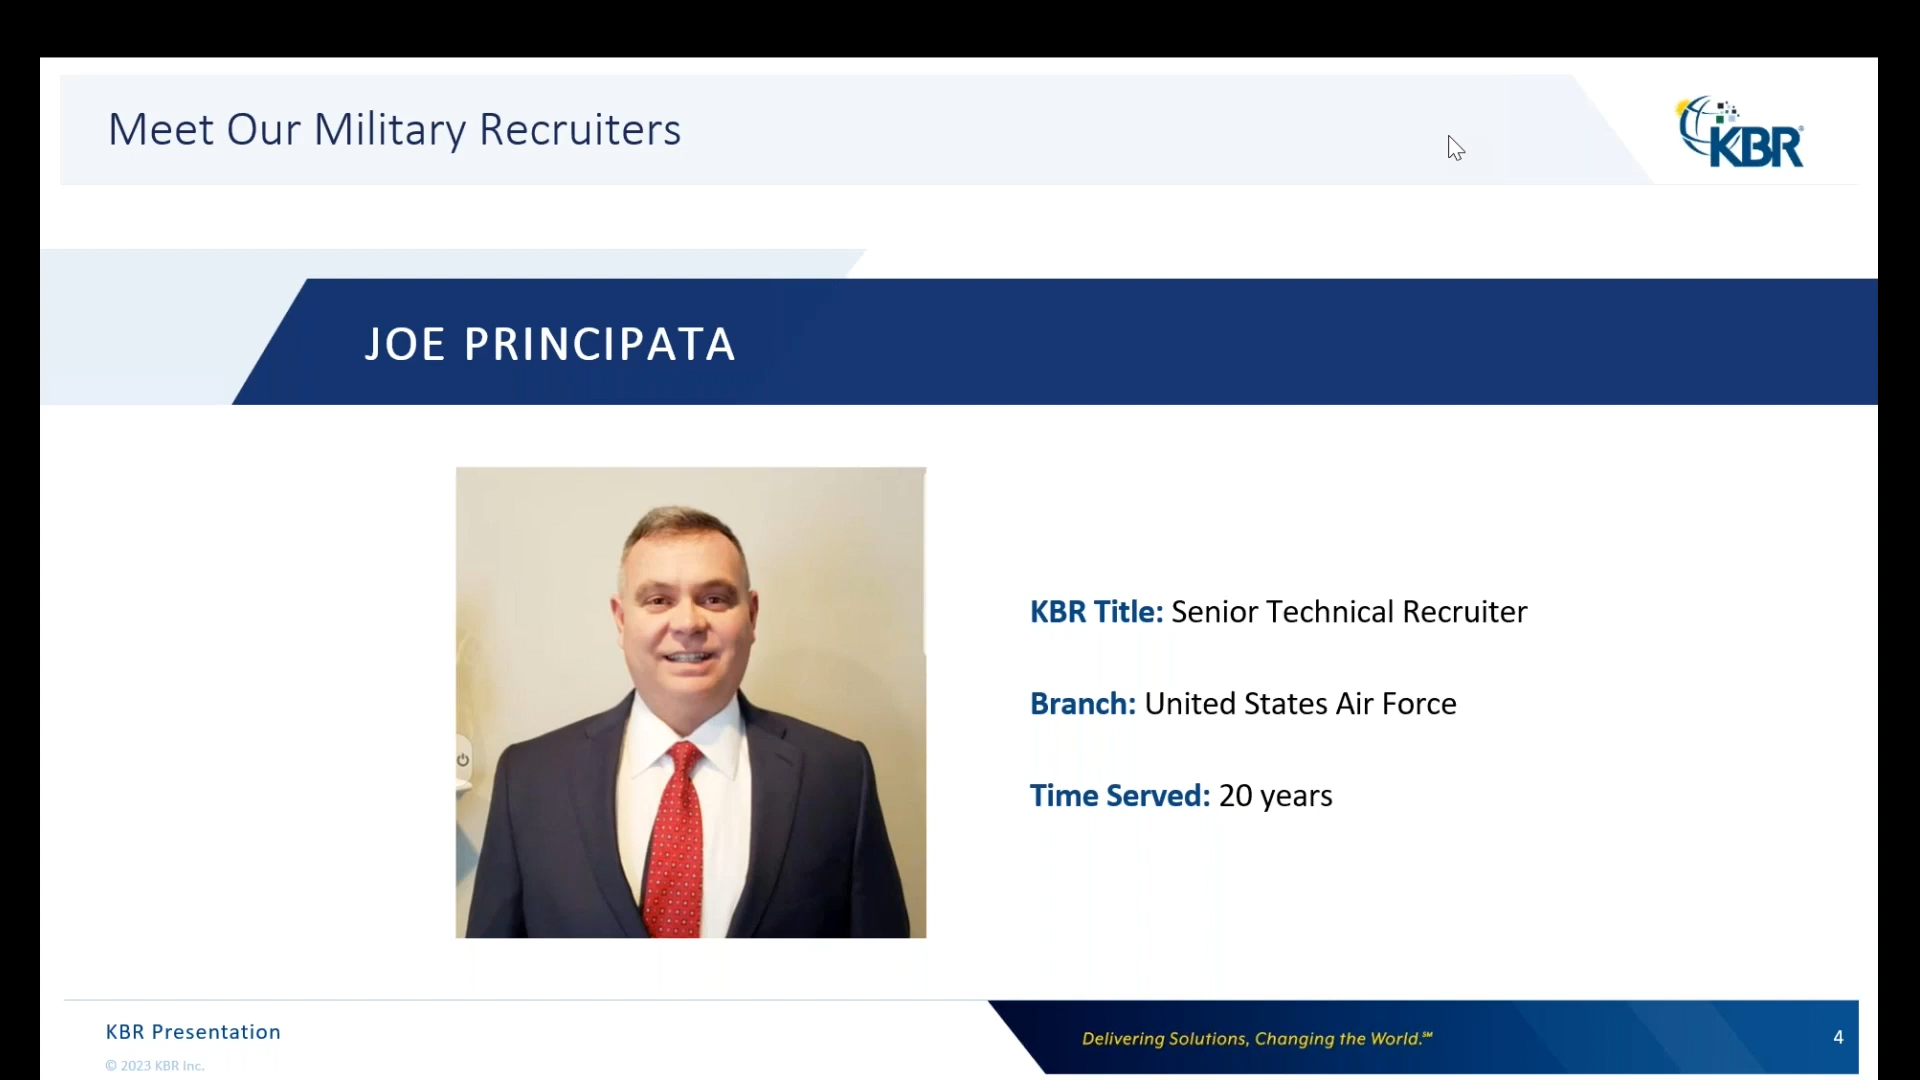 Meet Our Military Recruiters
KBR
JOE PRINCIPATA
KBR Title: Senior Technical Recruiter
Branch: United States Air Force
Time Served: 20 years
KBR Presentation
© 2023 KBR Inc.
Delivering Solutions, Changing the World.℠
4